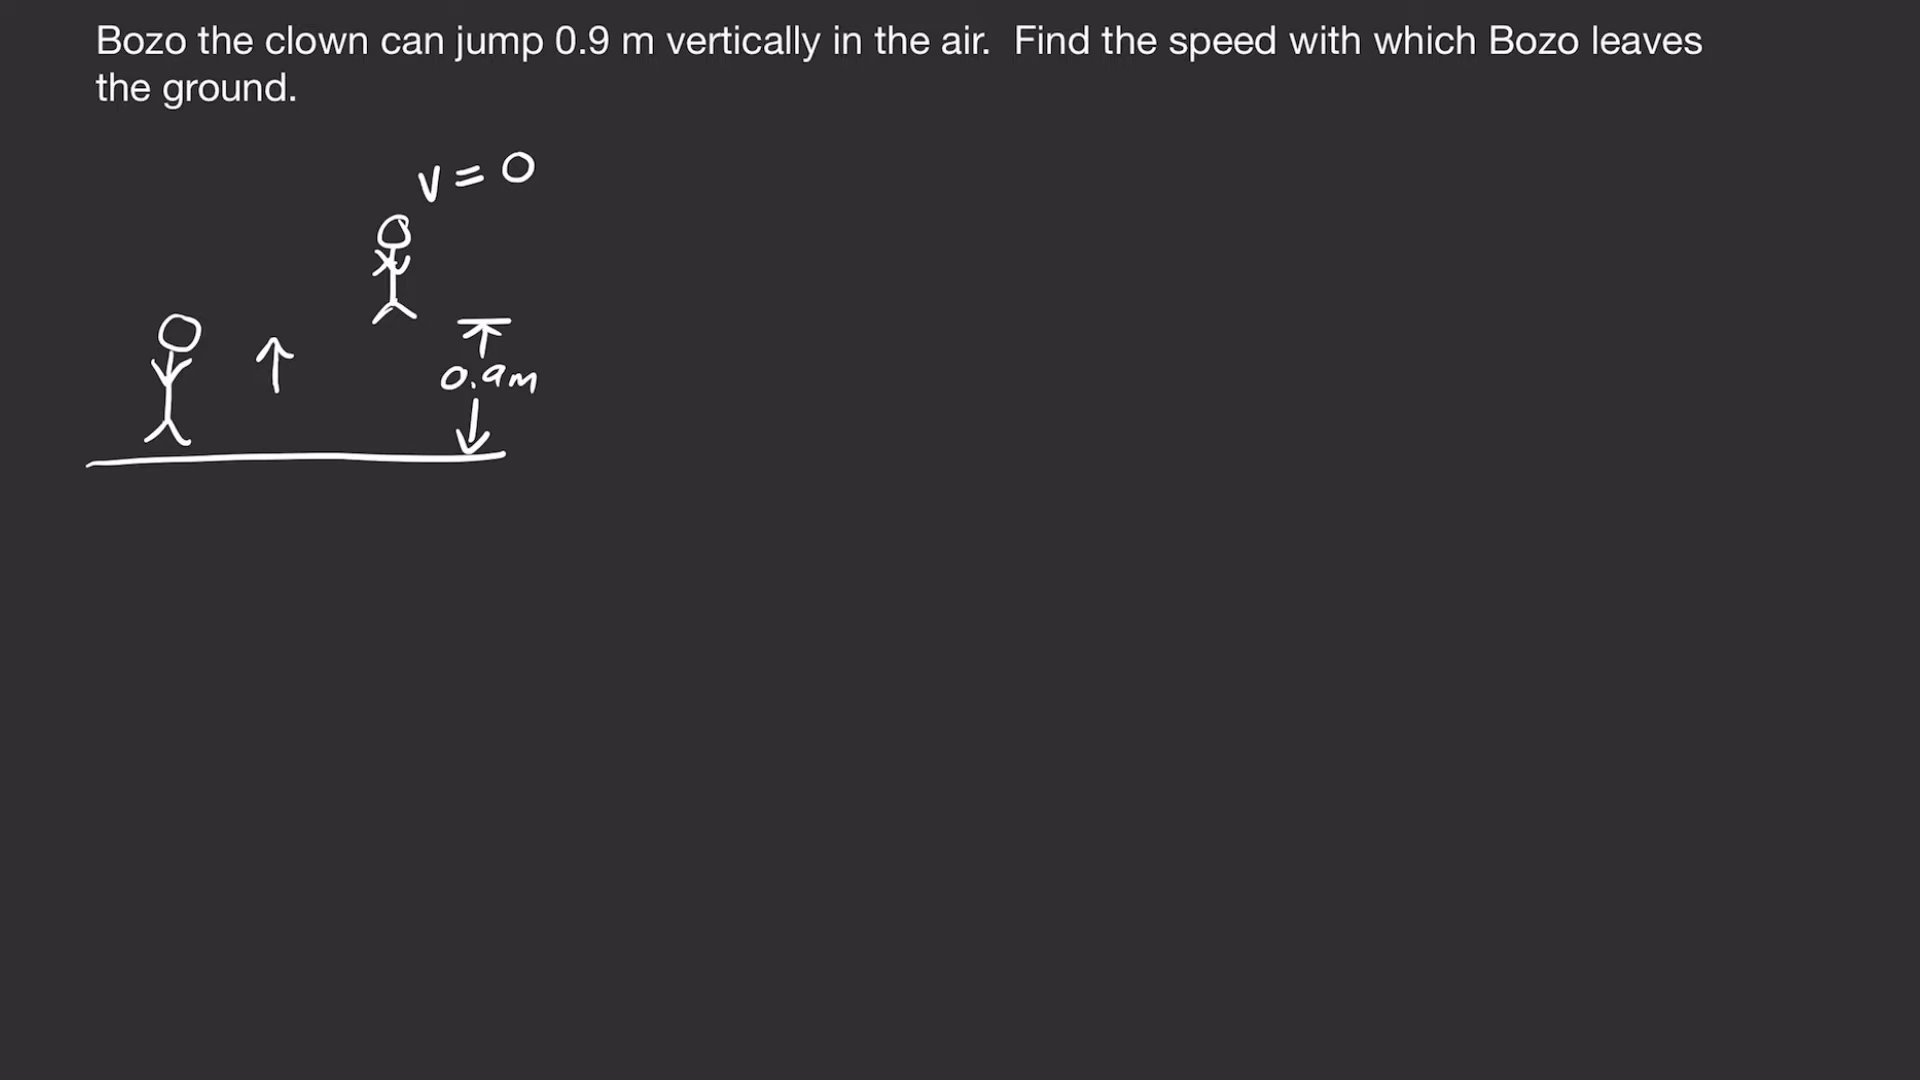 Bozo the clown can jump 0.9 m vertically in the air.  Find the speed with which Bozo leaves
the ground.
v = 0
0.9m